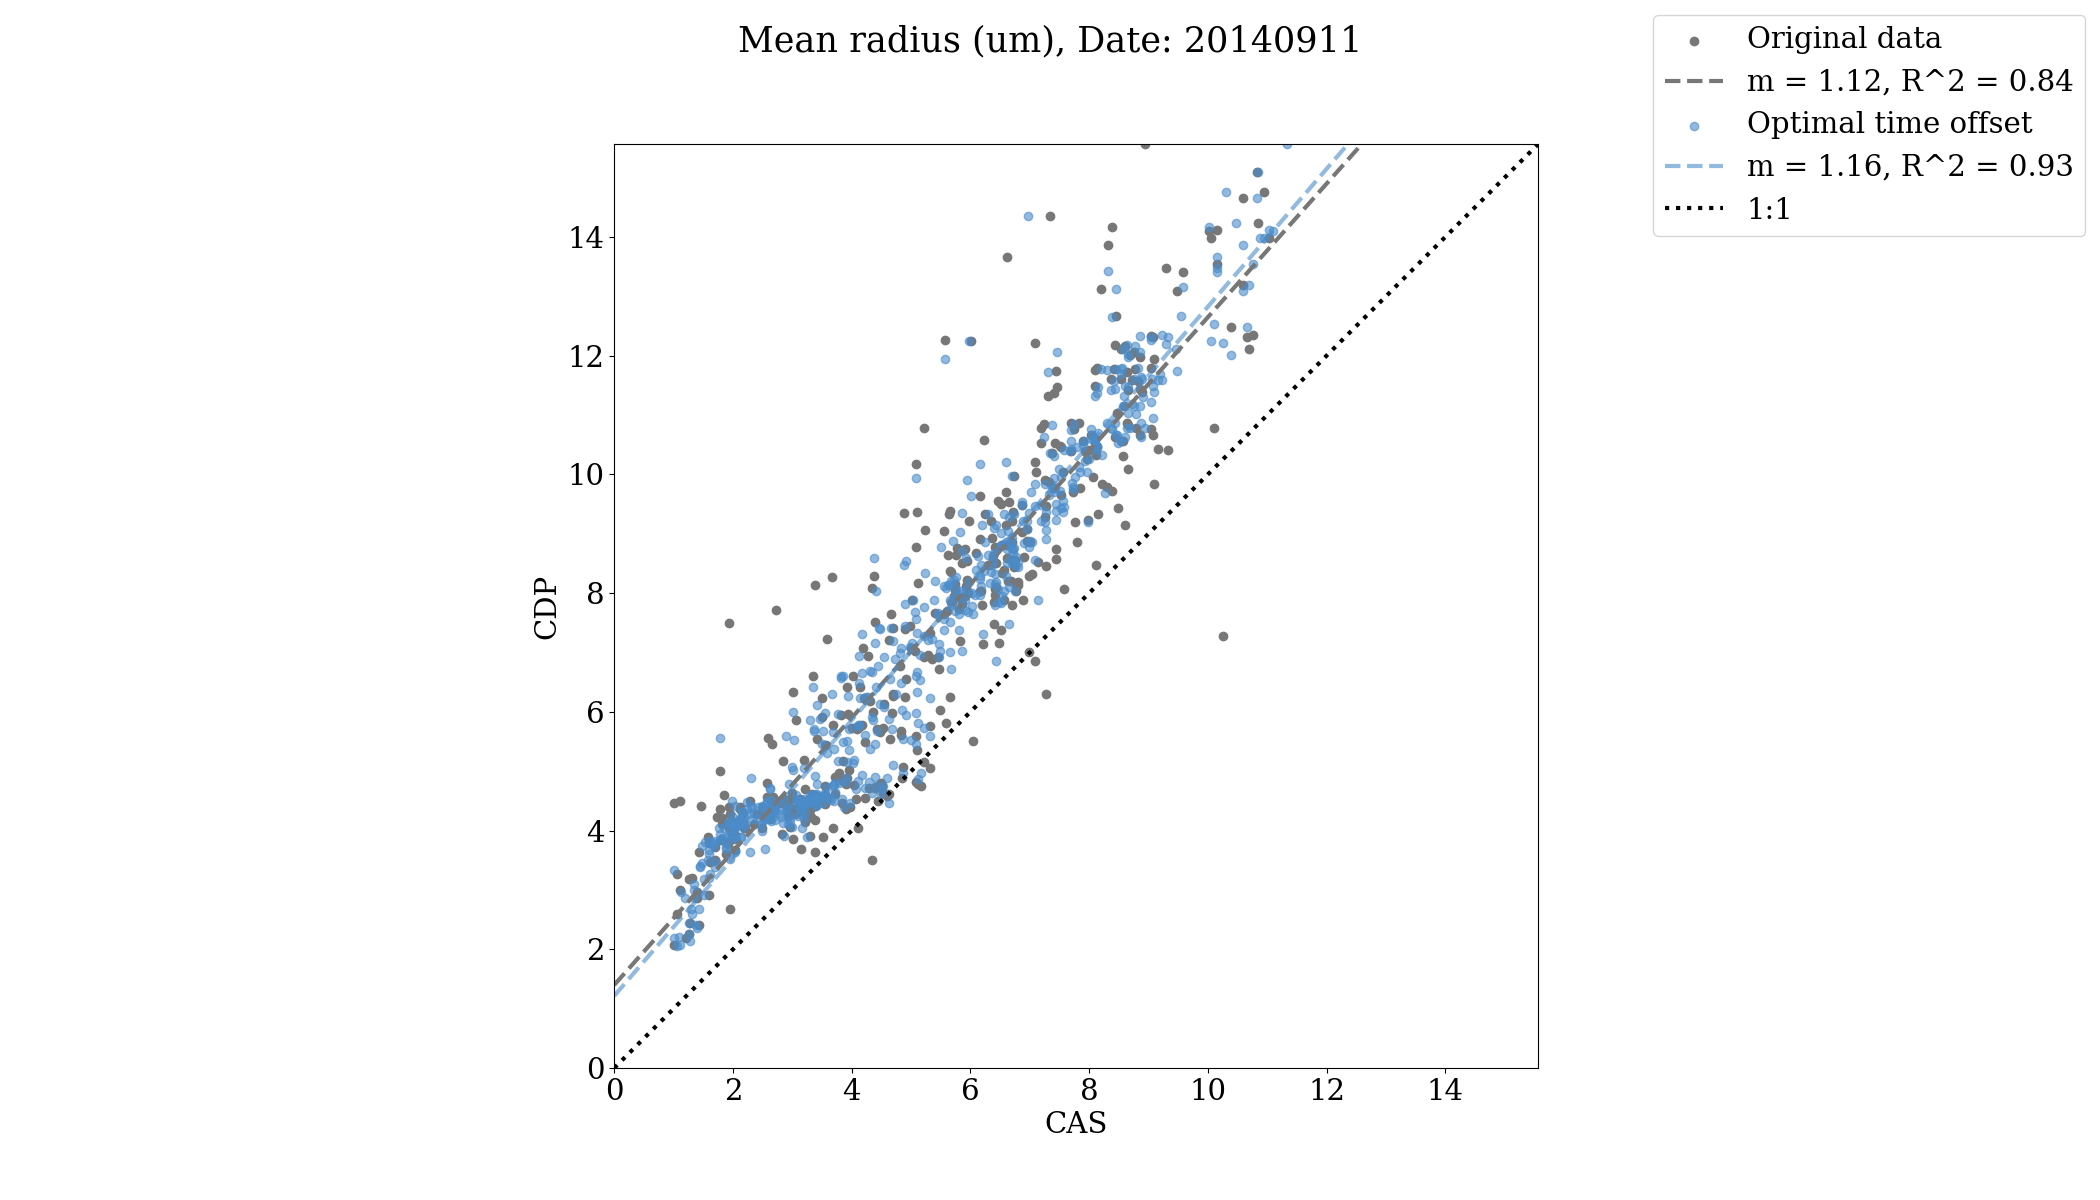 Mean radius (um), Date: 20140911
Original data
m = 1.12, R^2 = 0.84
Optimal time offset
m = 1.16, R^2 = 0.93
1:1
14
12
10
8
6
4
2
0
CDP
0 2 4 6 8 10 12 14
CAS